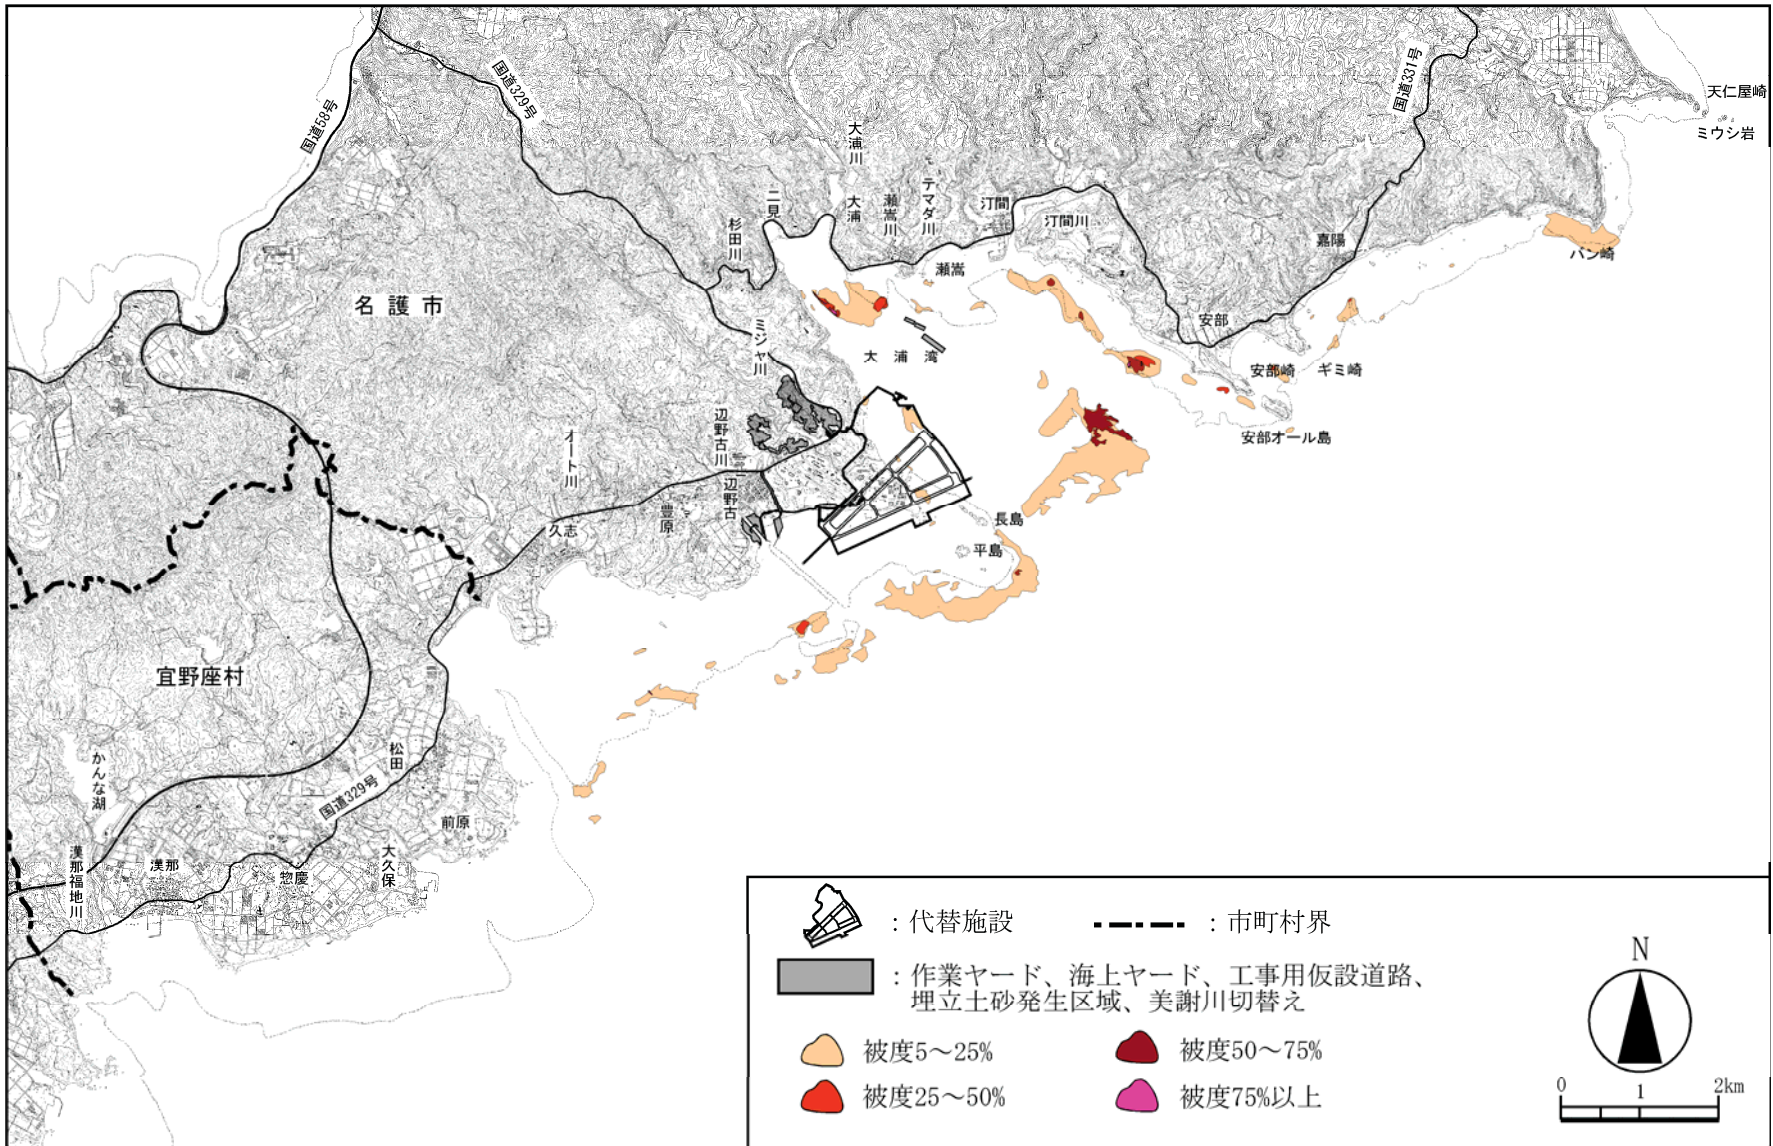 国道58号
国道329号
国道331号
天仁屋崎
ミウシ岩
大浦川
二見
杉田川
大浦
瀬嵩川
テマダ川
汀間
汀間川
瀬嵩
嘉陽
バン崎
名護市
ミジャ川
大浦湾
安部
安部崎
ギミ崎
安部オール島
辺野古川
辺野古
オート川
豊原
久志
長島
平島
宜野座村
かんな湖
松田
国道329号
前原
大久保
漢那福地川
漢那
惣慶
：代替施設
：市町村界
：作業ヤード、海上ヤード、工事用仮設道路、
埋立土砂発生区域、美謝川切替え
被度5～25%
被度50～75%
被度25～50%
被度75%以上
N
0
1
2km